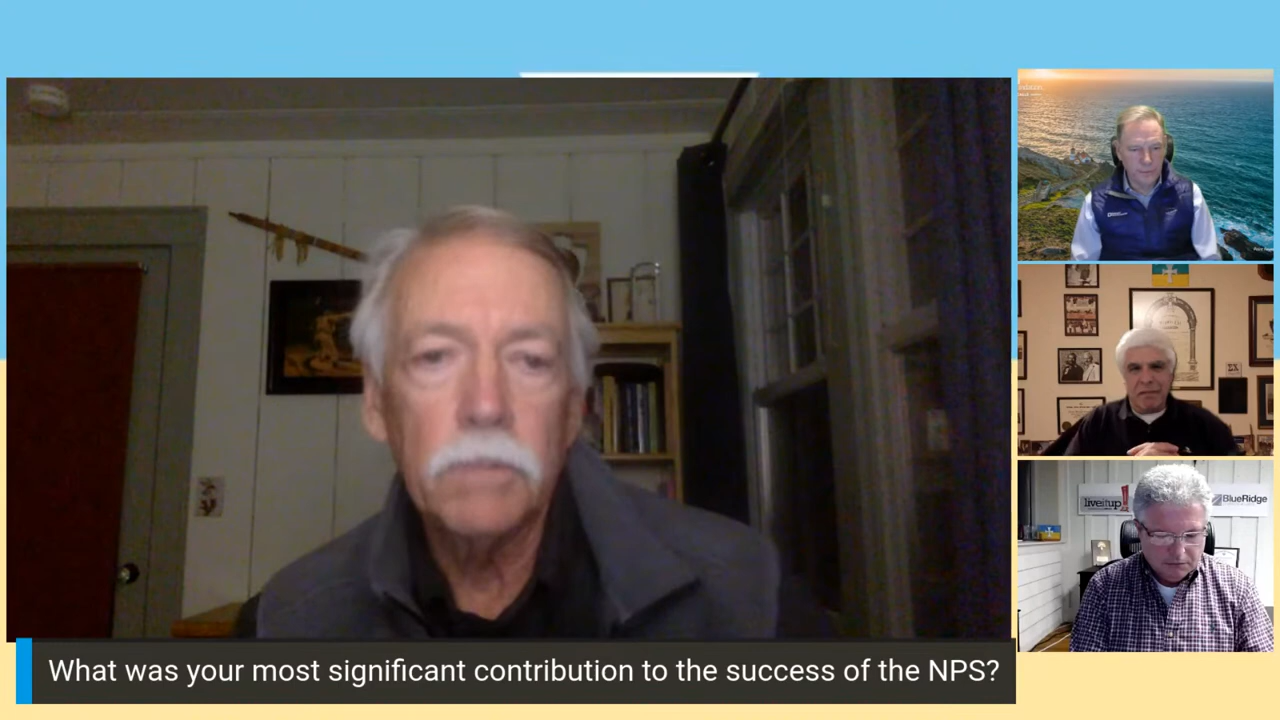 What was your most significant contribution to the success of the NPS?
liveitup!
BlueRidge